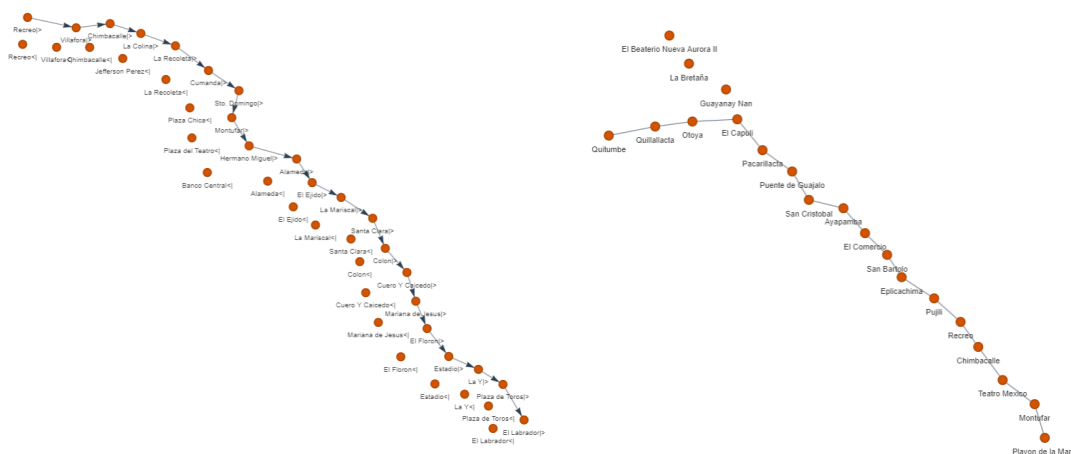 Recreo|>
Villafora|>
Chimbacalle|>
La Colina|>
Recreo<|
Villafora<|
Chimbacalle<|
La Recoleta|>
Jefferson Perez<|
Cumanda|>
La Recoleta<|
Sto. Domingo|>
Plaza Chica<|
Montufar|>
Plaza del Teatro<|
Hermano Miguel|>
Alameda|>
Banco Central<|
Alameda<|
El Ejido|>
La Mariscal|>
El Ejido<|
Santa Clara|>
La Mariscal<|
Santa Clara<|
Colon|>
Colon<|
Cuero Y Caicedo|>
Cuero Y Caicedo<|
Mariana de Jesus|>
Mariana de Jesus<|
El Floron|>
El Floron<|
Estadio|>
La Y|>
Estadio<|
Plaza de Toros|>
La Y<|
Plaza de Toros<|
El Labrador|>
El Labrador<|
El Beaterio Nueva Aurora II
La Bretaña
Guayanay Nan
Quitumbe
Quillallacta
Otoya
El Capuli
Pacarillacta
Puente de Guajalo
San Cristobal
Ayapamba
El Comercio
San Bartolo
Eplicachima
Pujili
Recreo
Chimbacalle
Teatro Mexico
Montufar
Playon de la Mar